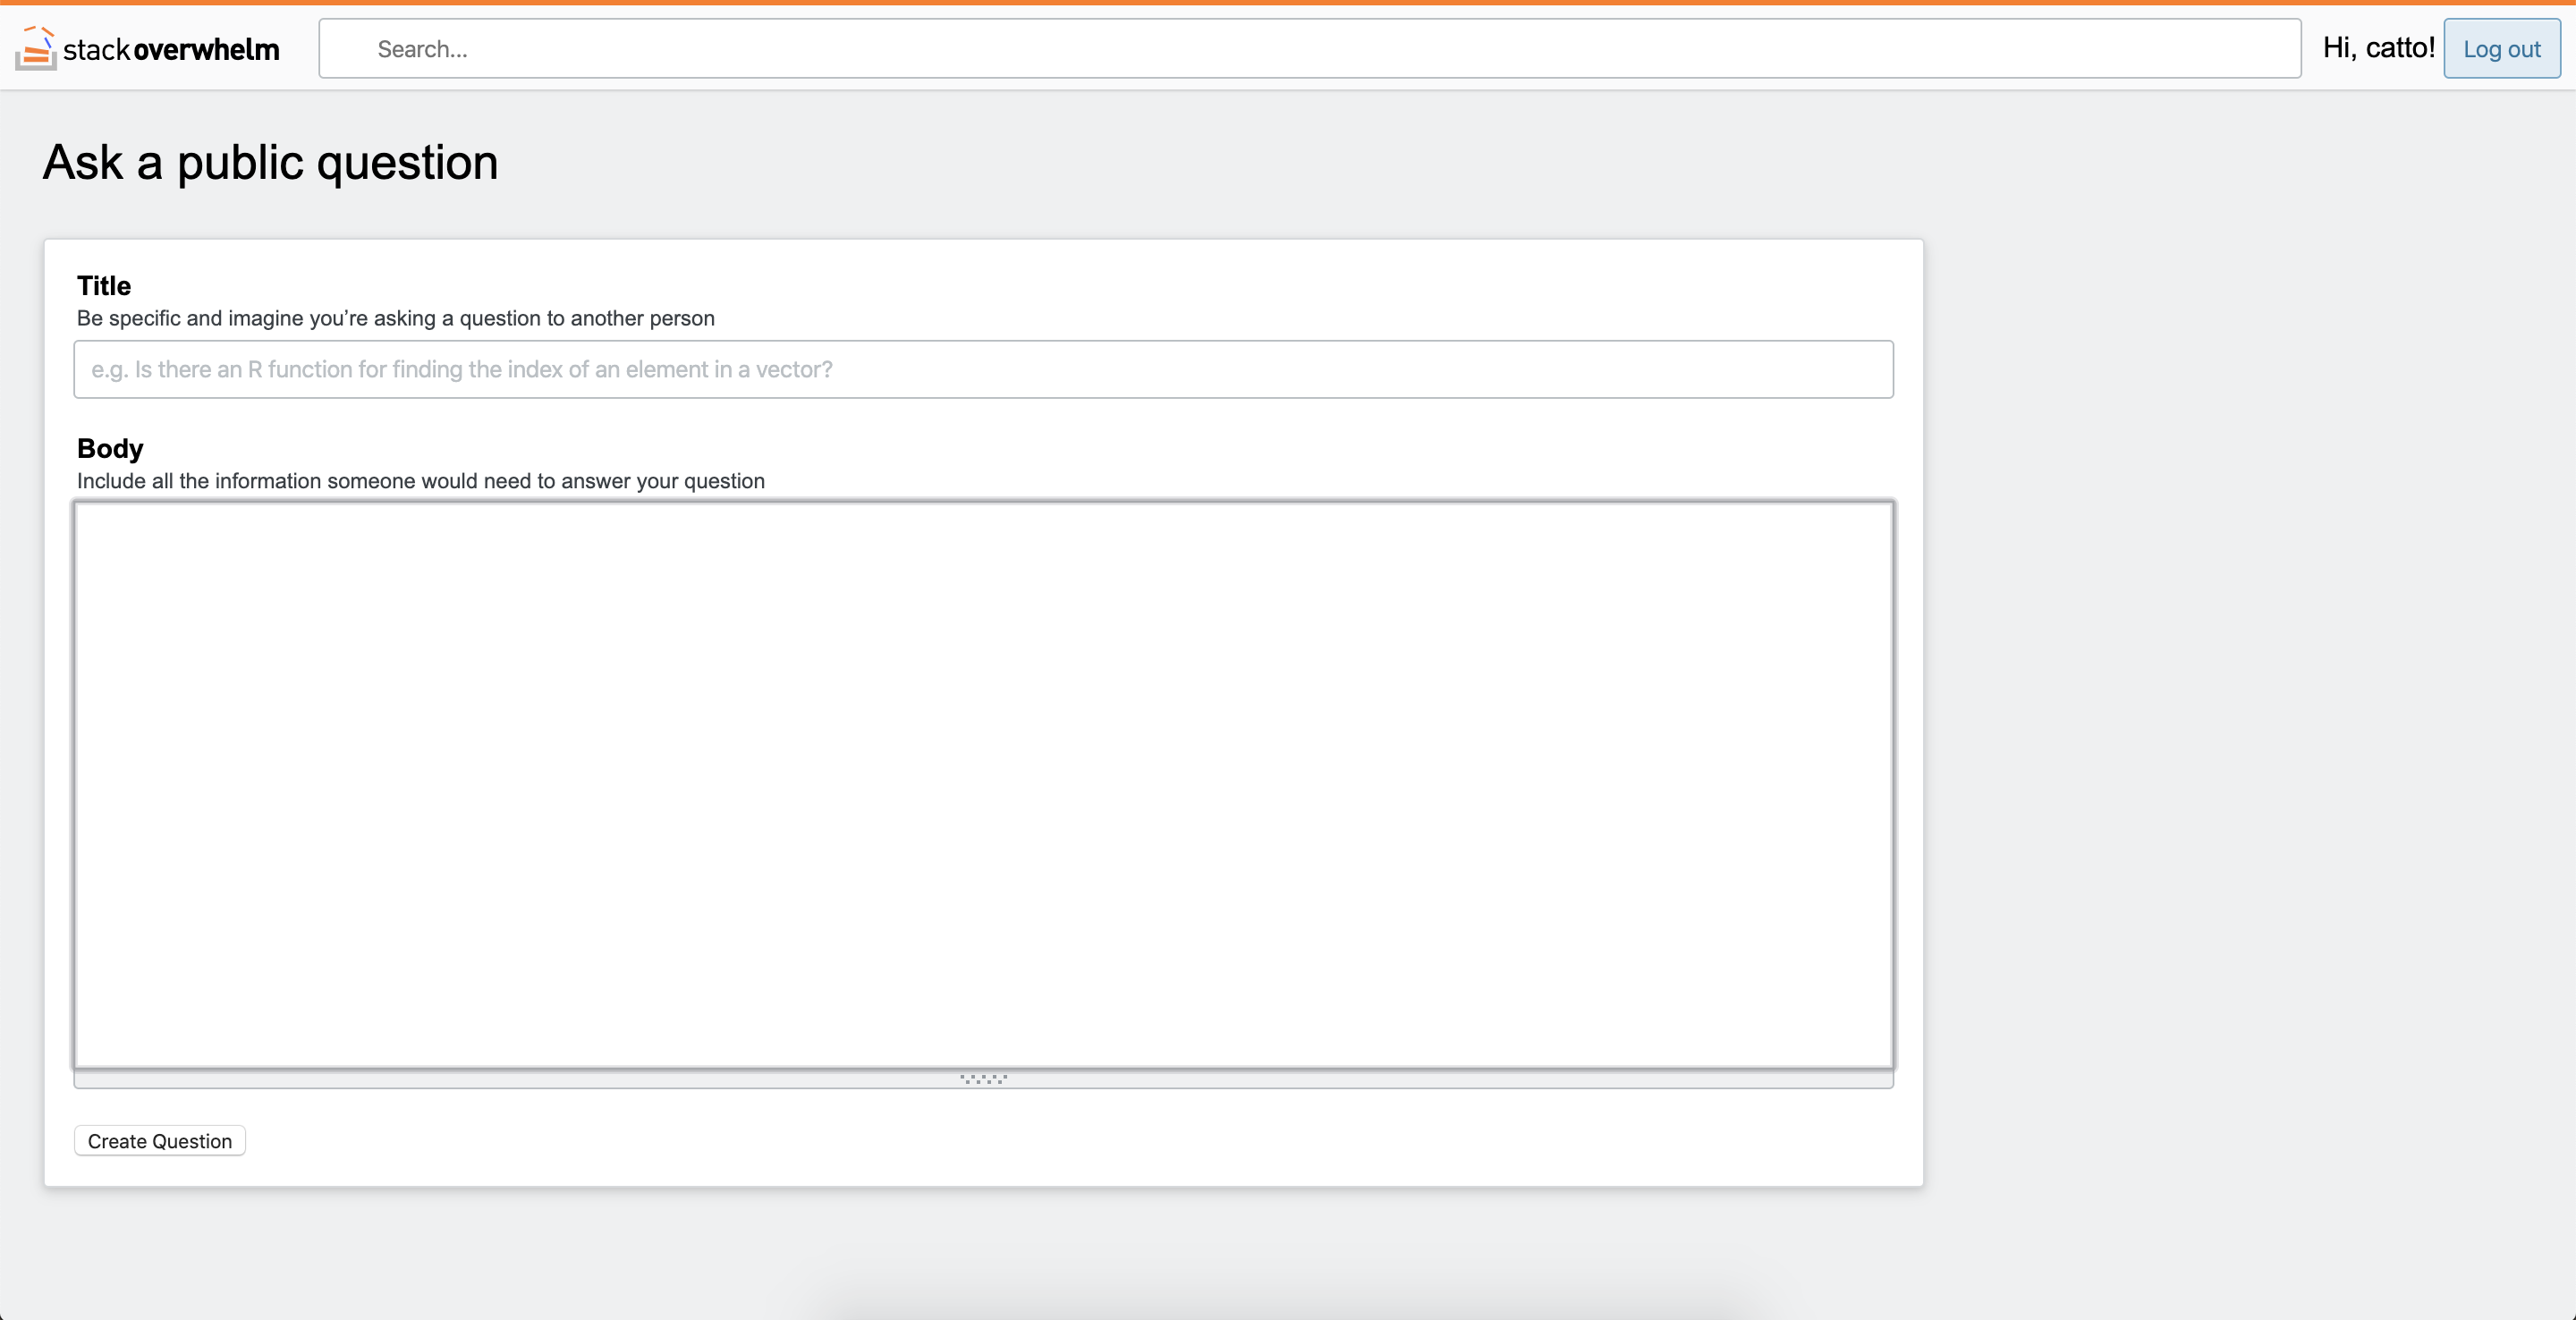 stackoverwhelm
Search...
Hi, catto!
Log out
Ask a public question
Title
Be specific and imagine you’re asking a question to another person
e.g. Is there an R function for finding the index of an element in a vector?
Body
Include all the information someone would need to answer your question
Create Question